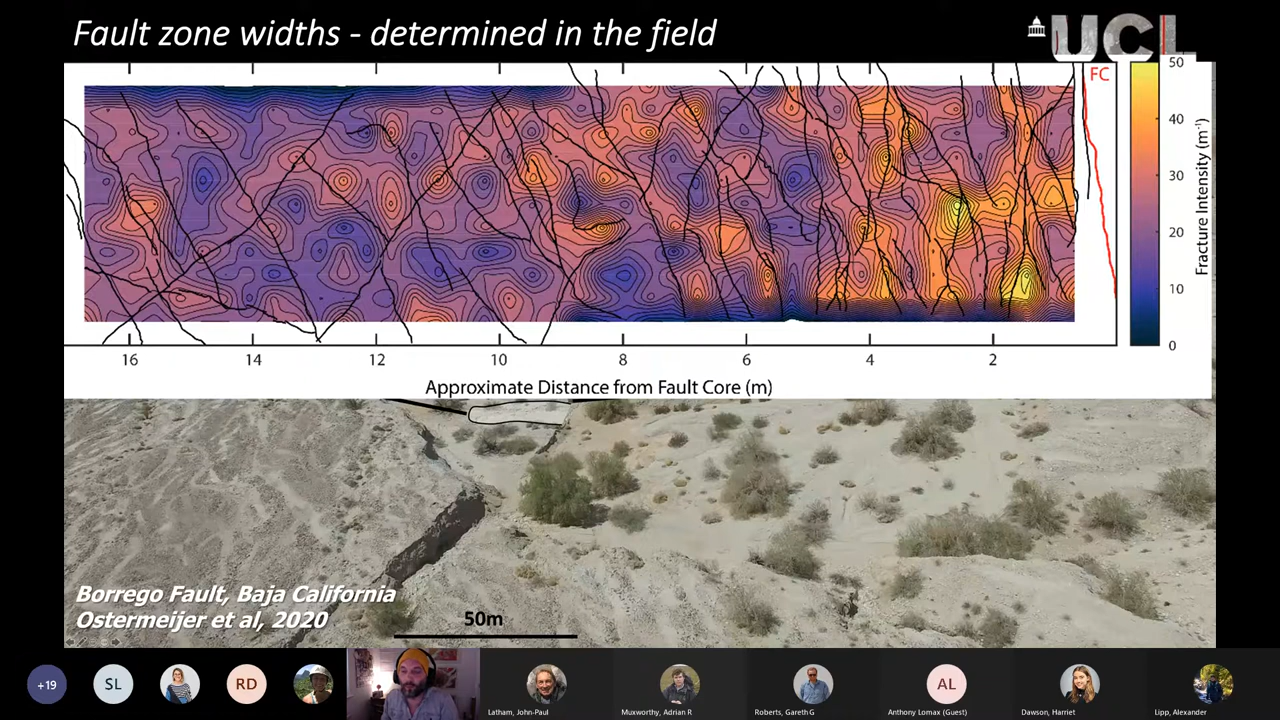 Fault zone widths - determined in the field
UCL
FC
50
40
30
20
10
0
Fracture Intensity (m⁻¹)
16 14 12 10 8 6 4 2
Approximate Distance from Fault Core (m)
Borrego Fault, Baja California
Ostermeijer et al, 2020
50m
+19 SL RD AL
Latham, John-Paul
Muxworthy, Adrian R
Roberts, Gareth G
Anthony Lomax (Guest)
Dawson, Harriet
Lipp, Alexander